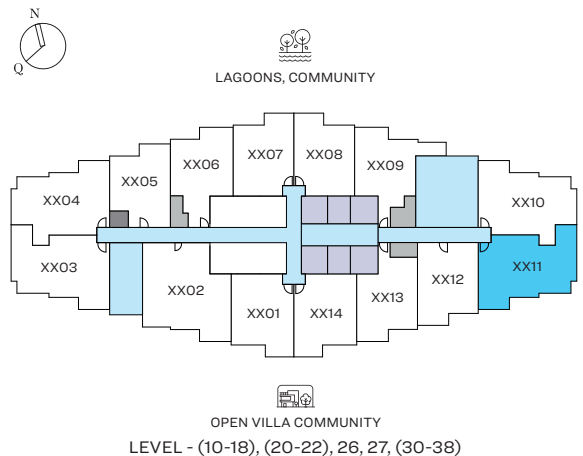 N
Q
LAGOONS, COMMUNITY
XX07 XX08
XX06 XX09
XX05
XX04 XX10
XX03 XX11
XX02 XX12
XX13
XX01 XX14
OPEN VILLA COMMUNITY
LEVEL - (10-18), (20-22), 26, 27, (30-38)